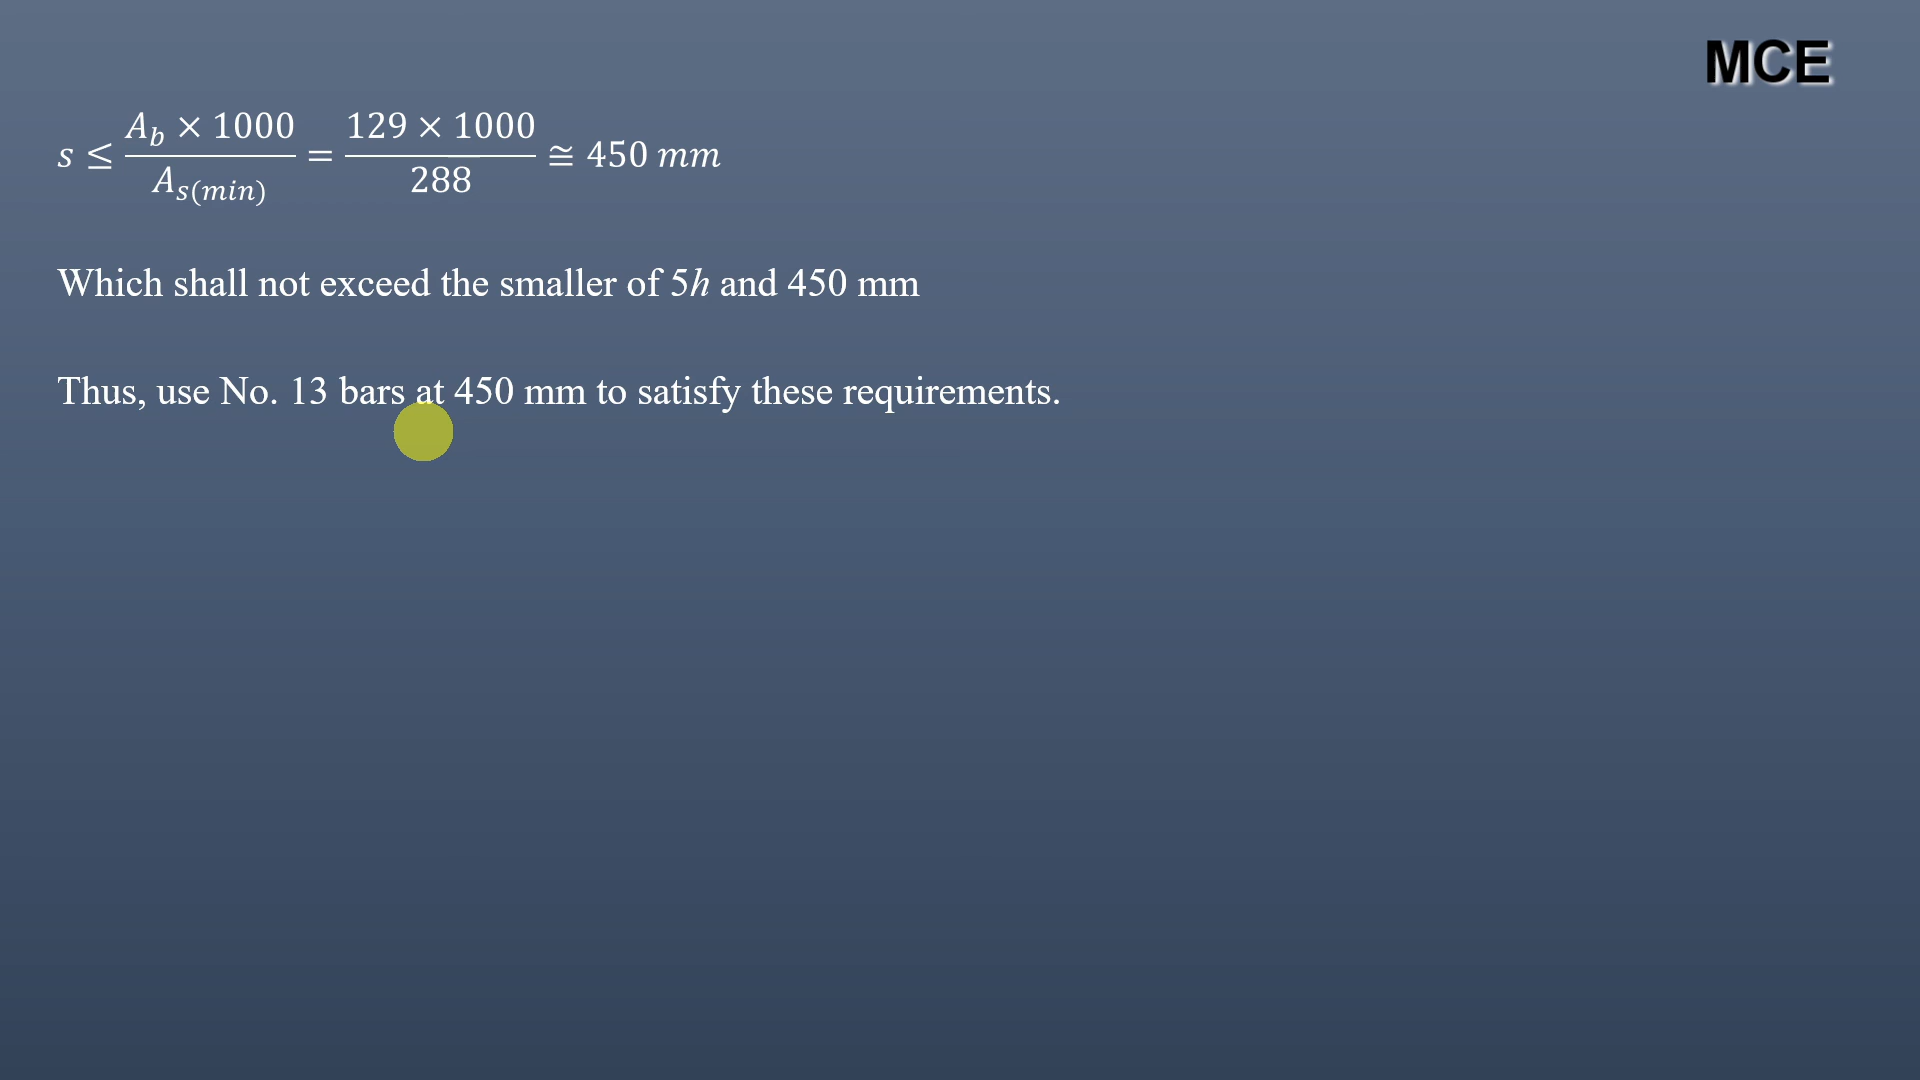 MCE
s ≤ A_b × 1000 / A_s(min) = 129 × 1000 / 288 ≅ 450 mm
Which shall not exceed the smaller of 5h and 450 mm
Thus, use No. 13 bars at 450 mm to satisfy these requirements.